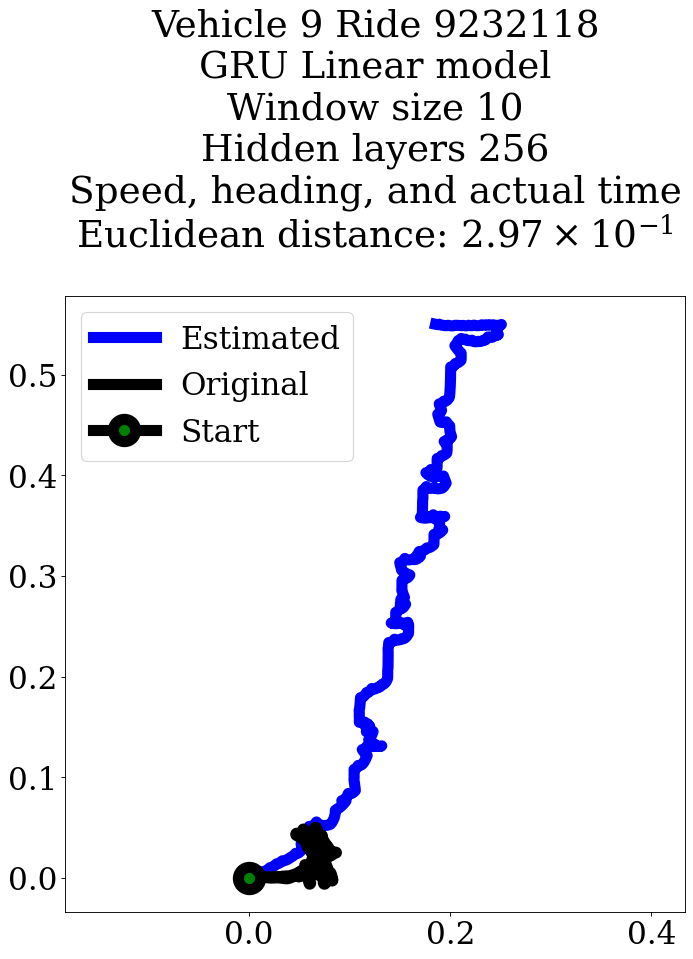 Vehicle 9 Ride 9232118
GRU Linear model
Window size 10
Hidden layers 256
Speed, heading, and actual time
Euclidean distance: 2.97 × 10⁻¹
Estimated
Original
Start
0.5
0.4
0.3
0.2
0.1
0.0
0.0 0.2 0.4